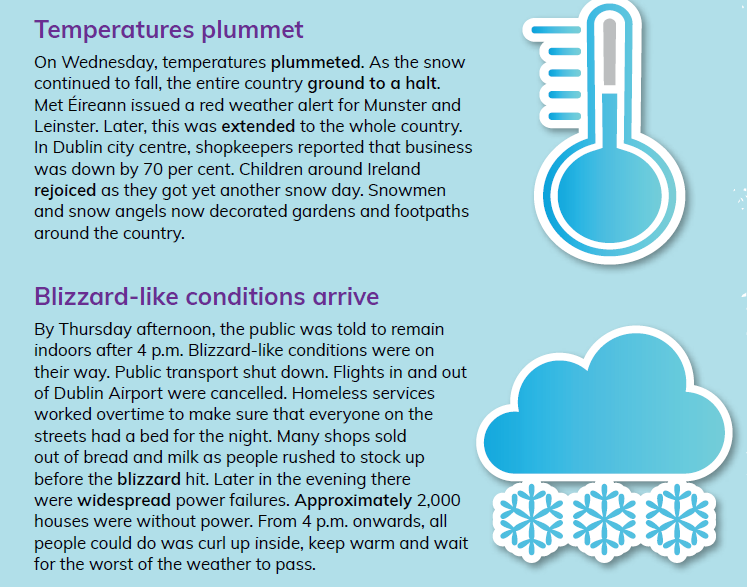 Temperatures plummet
On Wednesday, temperatures plummeted. As the snow
continued to fall, the entire country ground to a halt.
Met Éireann issued a red weather alert for Munster and
Leinster. Later, this was extended to the whole country.
In Dublin city centre, shopkeepers reported that business
was down by 70 per cent. Children around Ireland
rejoiced as they got yet another snow day. Snowmen
and snow angels now decorated gardens and footpaths
around the country.
Blizzard-like conditions arrive
By Thursday afternoon, the public was told to remain
indoors after 4 p.m. Blizzard-like conditions were on
their way. Public transport shut down. Flights in and out
of Dublin Airport were cancelled. Homeless services
worked overtime to make sure that everyone on the
streets had a bed for the night. Many shops sold
out of bread and milk as people rushed to stock up
before the blizzard hit. Later in the evening there
were widespread power failures. Approximately 2,000
houses were without power. From 4 p.m. onwards, all
people could do was curl up inside, keep warm and wait
for the worst of the weather to pass.